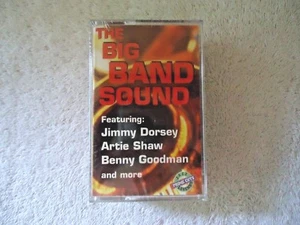 THE
BIG
BAND
SOUND
Featuring:
Jimmy Dorsey
Artie Shaw
Benny Goodman
and more